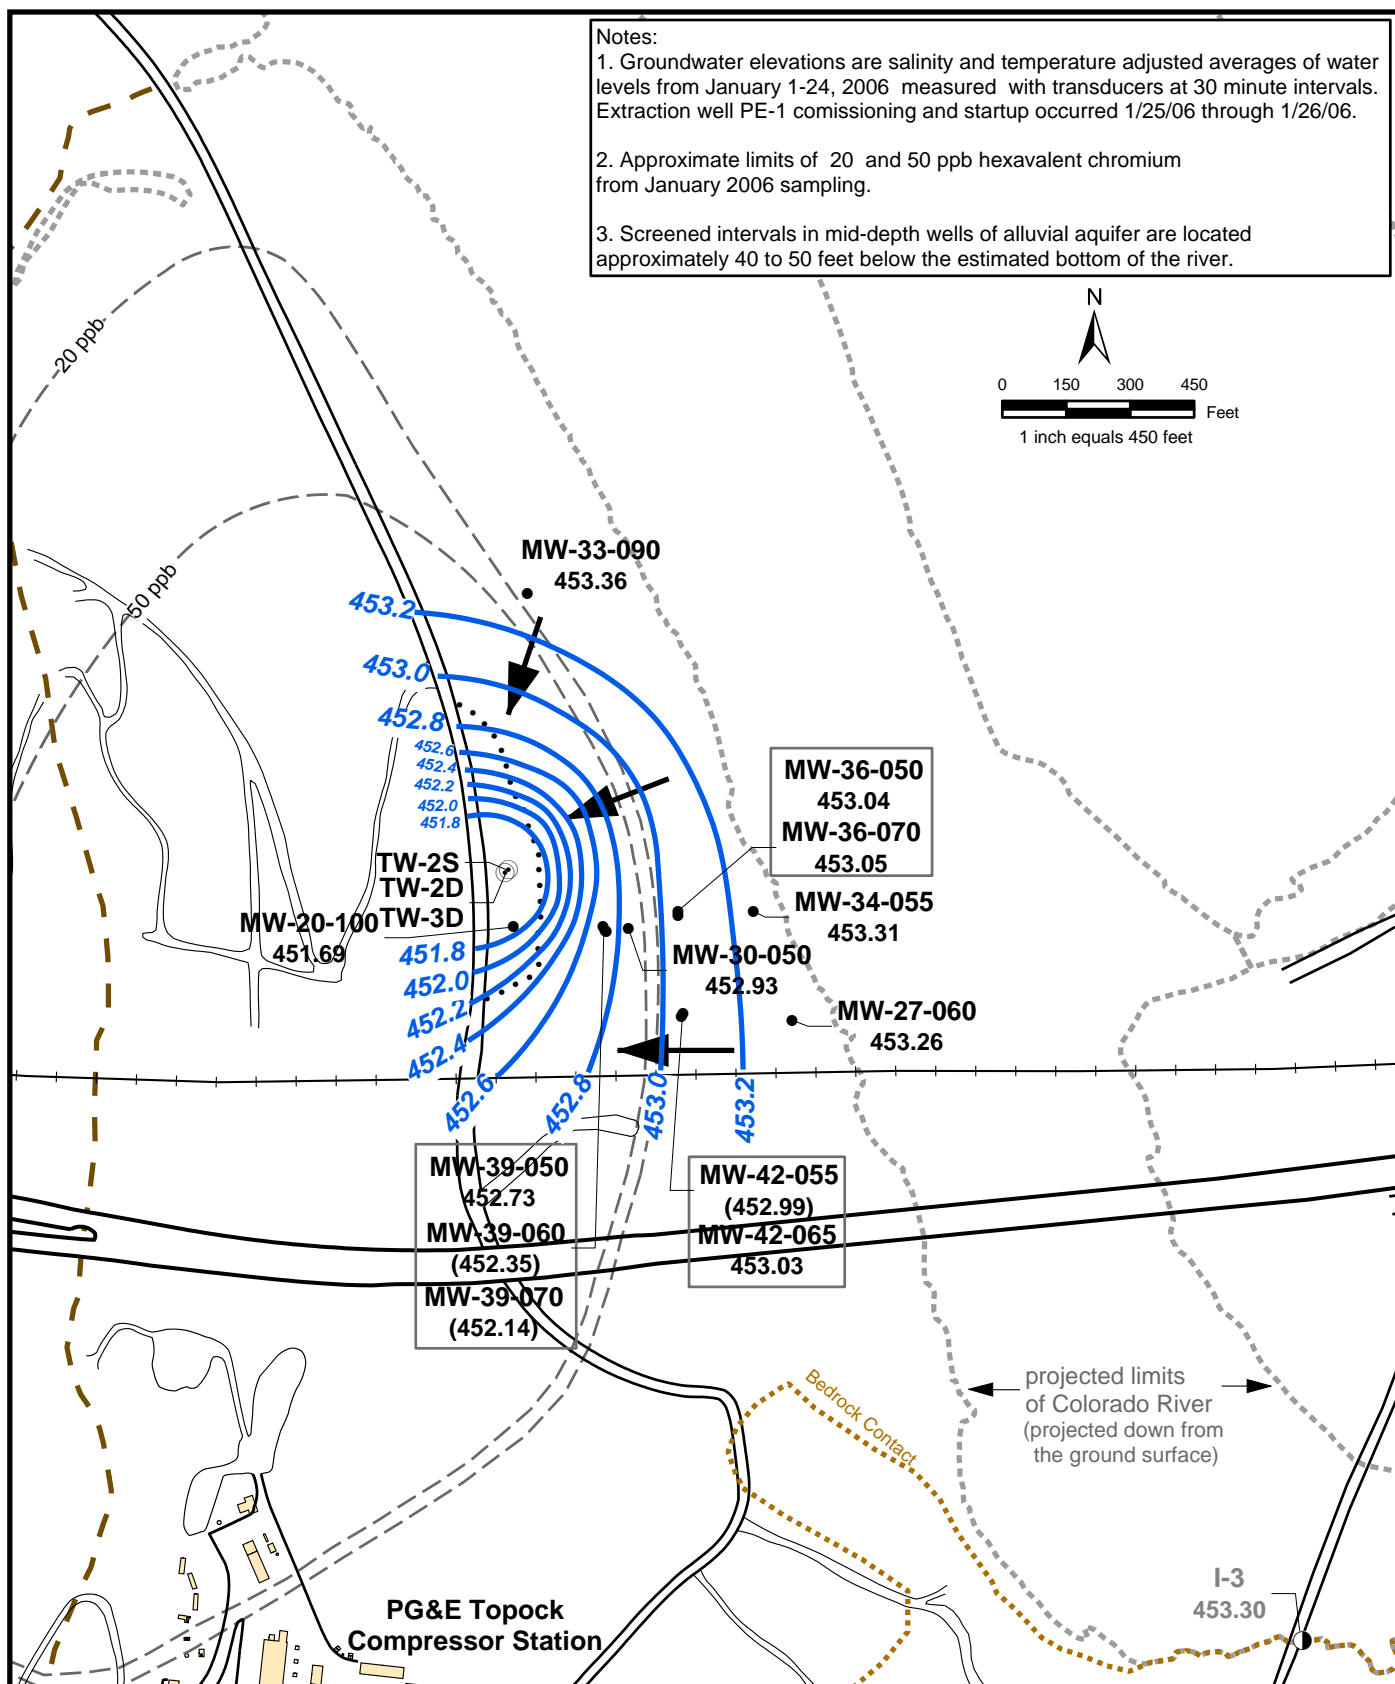 Notes:
1. Groundwater elevations are salinity and temperature adjusted averages of water
levels from January 1-24, 2006 measured with transducers at 30 minute intervals.
Extraction well PE-1 comissioning and startup occurred 1/25/06 through 1/26/06.
2. Approximate limits of 20 and 50 ppb hexavalent chromium
from January 2006 sampling.
3. Screened intervals in mid-depth wells of alluvial aquifer are located
approximately 40 to 50 feet below the estimated bottom of the river.
N
0 150 300 450
Feet
1 inch equals 450 feet
20 ppb
50 ppb
MW-33-090
453.36
453.2
453.0
452.8
452.6
452.4
452.2
452.0
451.8
MW-36-050
453.04
MW-36-070
453.05
TW-2S
TW-2D
TW-3D
MW-20-100
451.69
MW-34-055
453.31
MW-30-050
452.93
MW-27-060
453.26
451.8
452.0
452.2
452.4
452.6
452.8
453.0
453.2
MW-39-050
452.73
MW-39-060
(452.35)
MW-39-070
(452.14)
MW-42-055
(452.99)
MW-42-065
453.03
Bedrock Contact
projected limits
of Colorado River
(projected down from
the ground surface)
I-3
453.30
PG&E Topock
Compressor Station